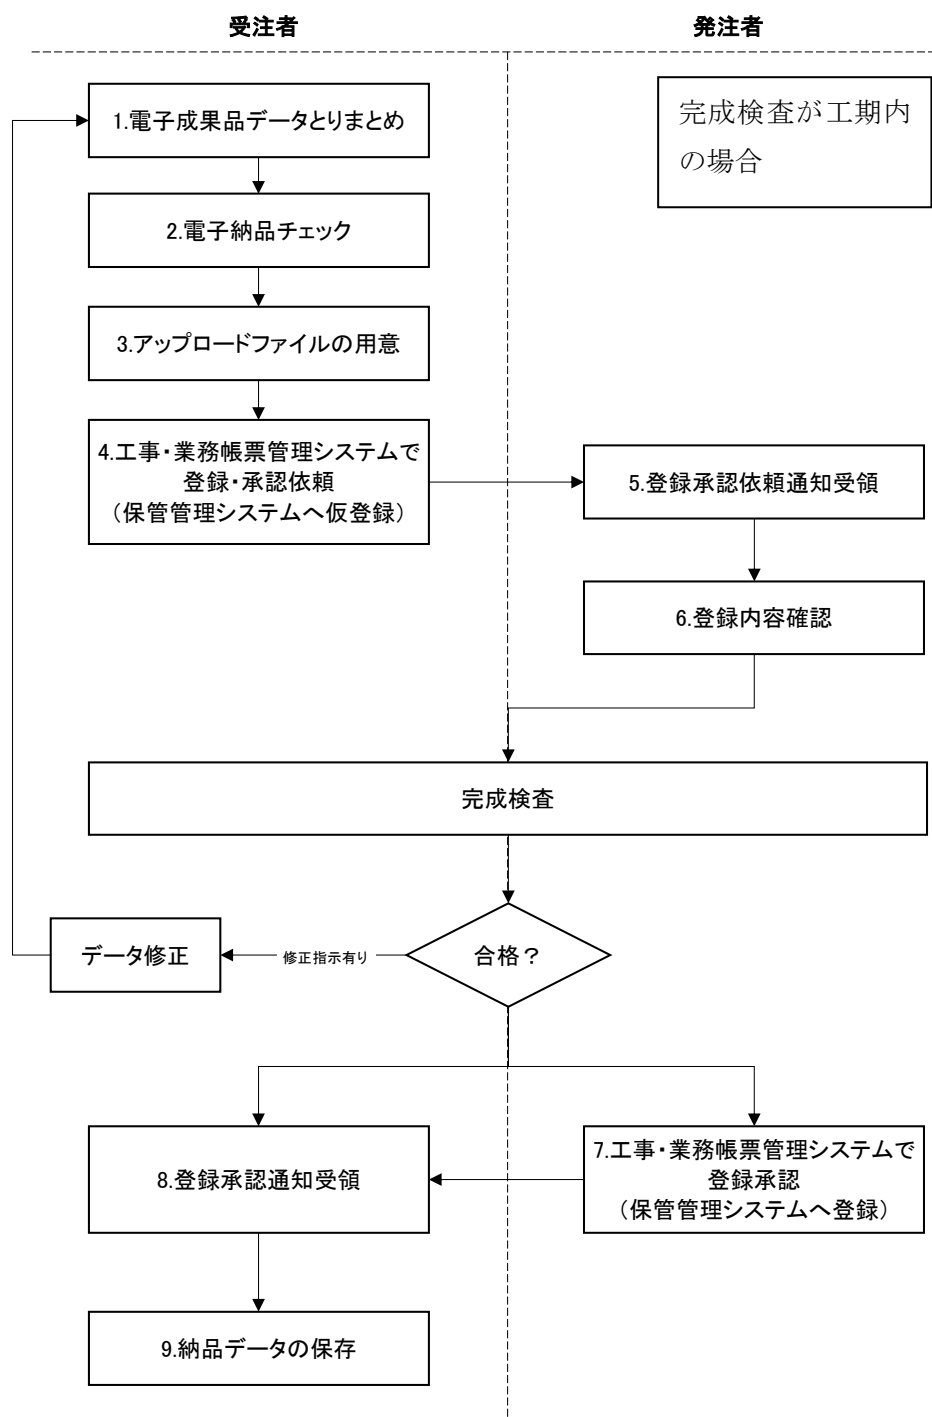 受注者
発注者
完成検査が工期内
の場合
1.電子成果品データとりまとめ
2.電子納品チェック
3.アップロードファイルの用意
4.工事・業務帳票管理システムで
登録・承認依頼
（保管管理システムへ仮登録）
5.登録承認依頼通知受領
6.登録内容確認
完成検査
合格？
修正指示有り
データ修正
7.工事・業務帳票管理システムで
登録承認
（保管管理システムへ登録）
8.登録承認通知受領
9.納品データの保存